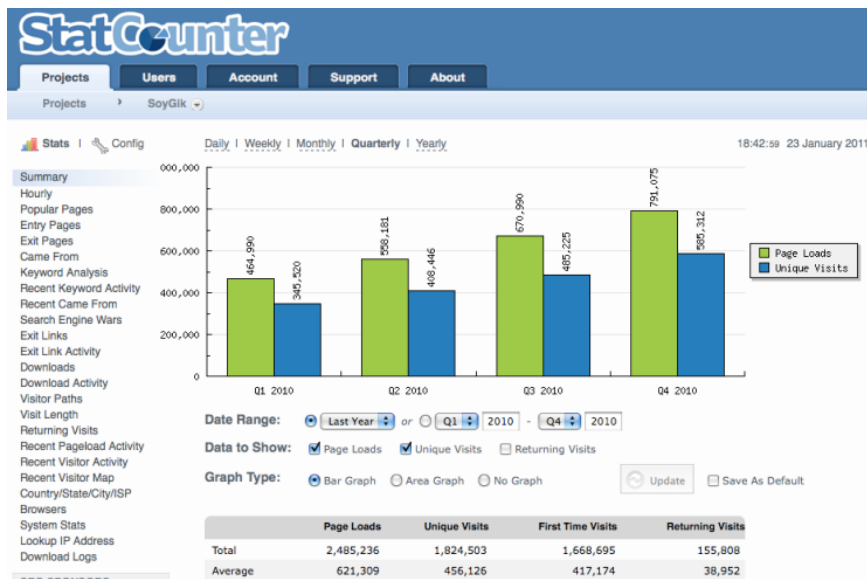 StatCounter
Projects Users Account Support About
Projects › SoyGik
Stats | Config Daily | Weekly | Monthly | Quarterly | Yearly 18:42:59 23 January 2011
Summary
Hourly
Popular Pages
Entry Pages
Exit Pages
Came From
Keyword Analysis
Recent Keyword Activity
Recent Came From
Search Engine Wars
Exit Links
Exit Link Activity
Downloads
Download Activity
Visitor Paths
Visit Length
Returning Visits
Recent Pageload Activity
Recent Visitor Activity
Recent Visitor Map
Country/State/City/ISP
Browsers
System Stats
Lookup IP Address
Download Logs
000,000
800,000
600,000
400,000
200,000
0
464,990
345,520
558,181
408,446
670,990
485,225
791,075
585,312
Q1 2010 Q2 2010 Q3 2010 Q4 2010
Page Loads
Unique Visits
Date Range: Last Year or Q1 2010 - Q4 2010
Data to Show: Page Loads Unique Visits Returning Visits
Graph Type: Bar Graph Area Graph No Graph Update Save As Default
Page Loads Unique Visits First Time Visits Returning Visits
Total 2,485,236 1,824,503 1,668,695 155,808
Average 621,309 456,126 417,174 38,952